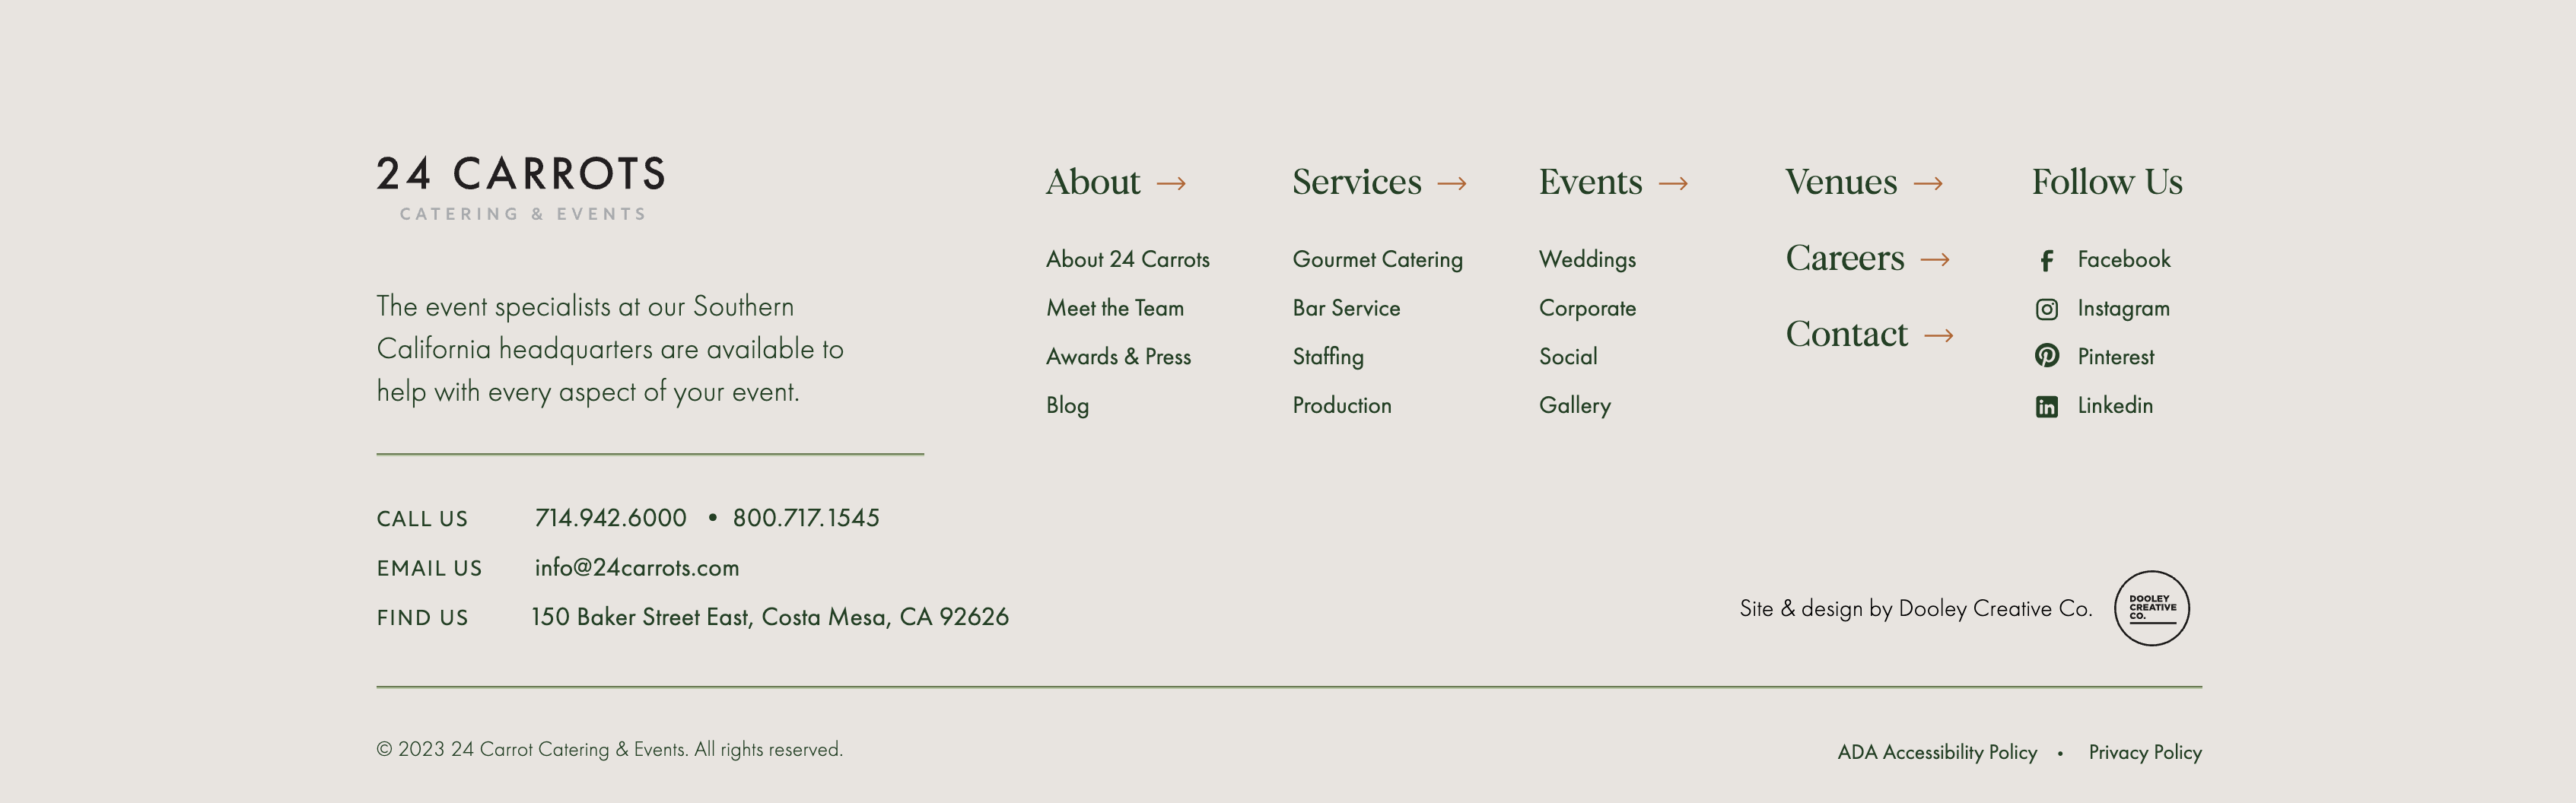 24 CARROTS
CATERING & EVENTS
The event specialists at our Southern
California headquarters are available to
help with every aspect of your event.
CALL US 714.942.6000 • 800.717.1545
EMAIL US info@24carrots.com
FIND US 150 Baker Street East, Costa Mesa, CA 92626
About →
About 24 Carrots
Meet the Team
Awards & Press
Blog
Services →
Gourmet Catering
Bar Service
Staffing
Production
Events →
Weddings
Corporate
Social
Gallery
Venues →
Careers →
Contact →
Follow Us
Facebook
Instagram
Pinterest
Linkedin
Site & design by Dooley Creative Co.
DOOLEY
CREATIVE
CO.
© 2023 24 Carrot Catering & Events. All rights reserved.
ADA Accessibility Policy • Privacy Policy